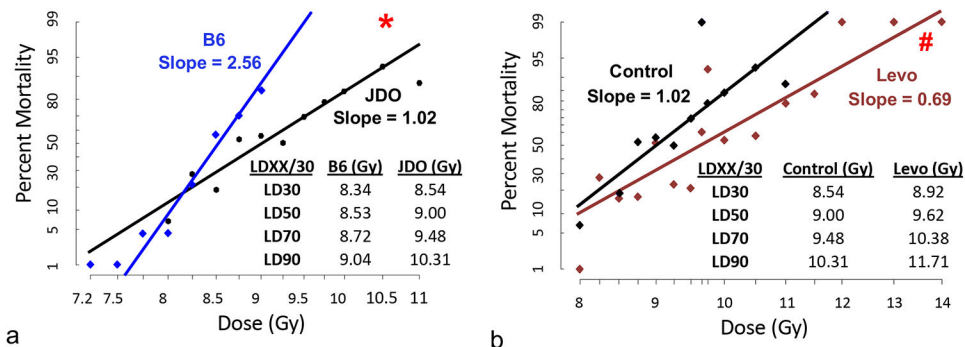 99
95
80
50
30
10
5
1
Percent Mortality
B6
Slope = 2.56
*
JDO
Slope = 1.02
LDXX/30 B6 (Gy) JDO (Gy)
LD30 8.34 8.54
LD50 8.53 9.00
LD70 8.72 9.48
LD90 9.04 10.31
7.2 7.5 8 8.5 9 9.5 10 10.5 11
Dose (Gy)
a
99
95
80
50
30
10
5
1
Percent Mortality
Control
Slope = 1.02
#
Levo
Slope = 0.69
LDXX/30 Control (Gy) Levo (Gy)
LD30 8.54 8.92
LD50 9.00 9.62
LD70 9.48 10.38
LD90 10.31 11.71
8 9 10 11 12 13 14
Dose (Gy)
b